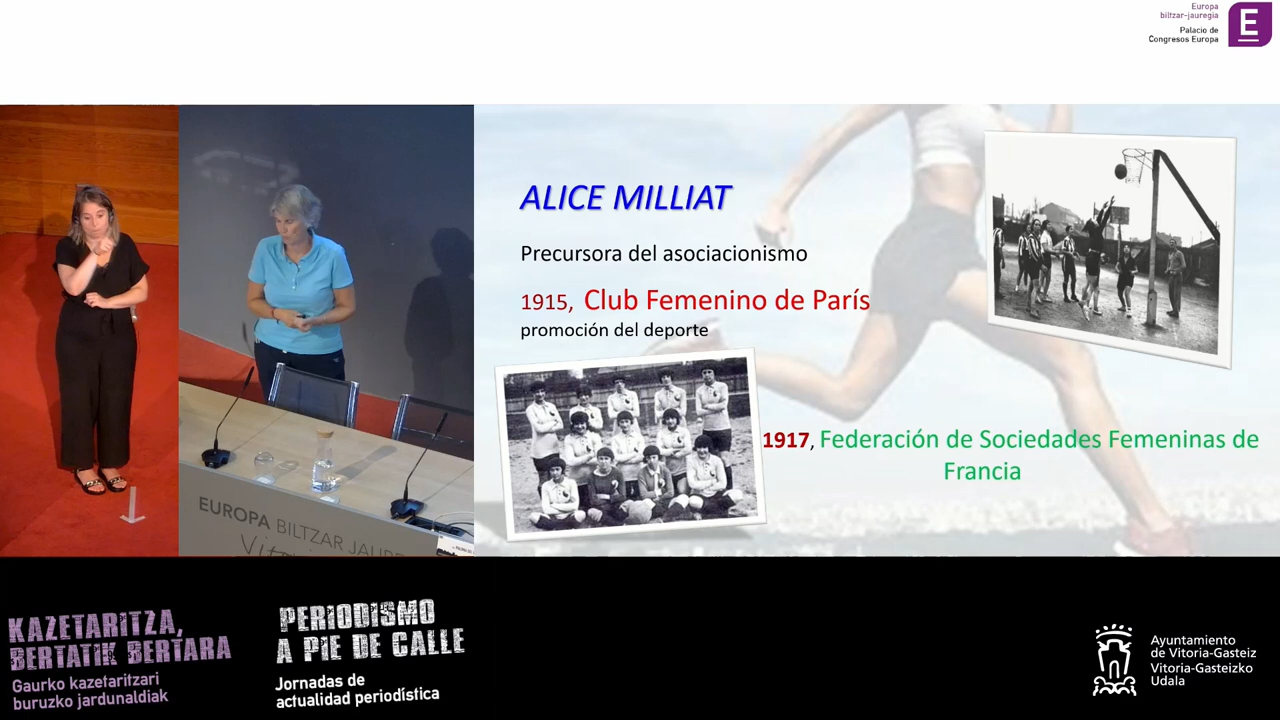 Europa
biltzar-jauregia
Palacio de
Congresos Europa
E
ALICE MILLIAT
Precursora del asociacionismo
1915, Club Femenino de París
promoción del deporte
1917, Federación de Sociedades Femeninas de
Francia
EUROPA BILTZAR JAURE
KAZETARITZA,
BERTATIK BERTARA
Gaurko kazetaritzari
buruzko jardunaldiak
PERIODISMO
A PIE DE CALLE
Jornadas de
actualidad periodística
Ayuntamiento
de Vitoria-Gasteiz
Vitoria-Gasteizko
Udala